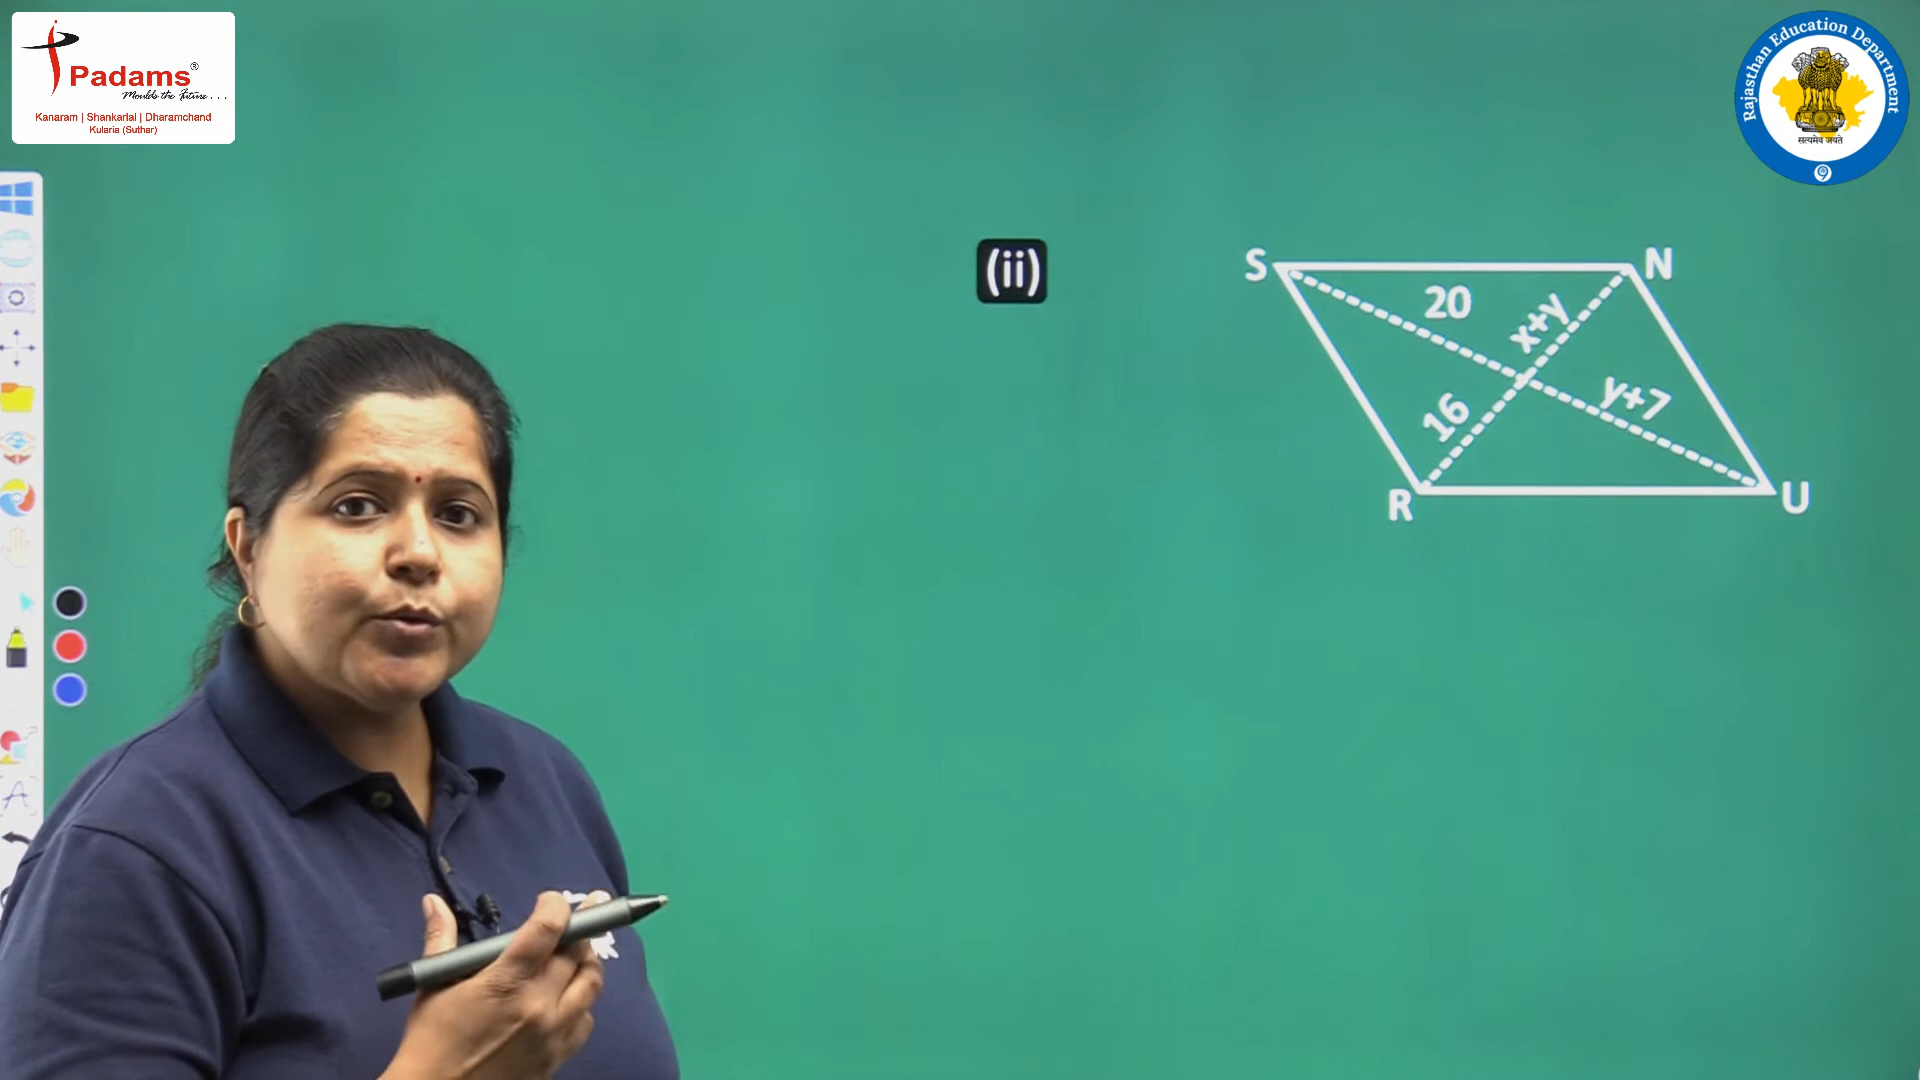 Padams®
Moulds the Future...
Kanaram | Shankarlal | Dharamchand
Kularia (Suthar)
Rajasthan Education Department
सत्यमेव जयते
(ii)
S
N
20
x+y
y+7
16
R
U
A